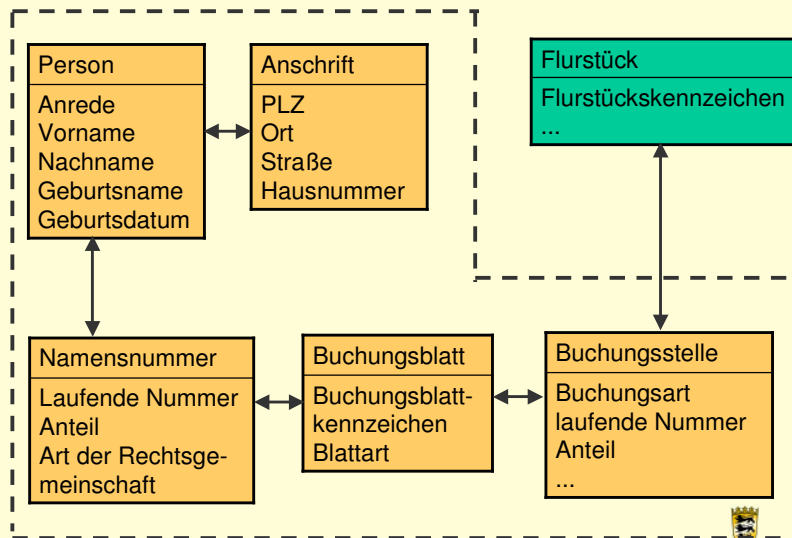 Person
Anrede
Vorname
Nachname
Geburtsname
Geburtsdatum
Anschrift
PLZ
Ort
Straße
Hausnummer
Flurstück
Flurstückskennzeichen
...
Namensnummer
Laufende Nummer
Anteil
Art der Rechtsge-
meinschaft
Buchungsblatt
Buchungsblatt-
kennzeichen
Blattart
Buchungsstelle
Buchungsart
laufende Nummer
Anteil
...